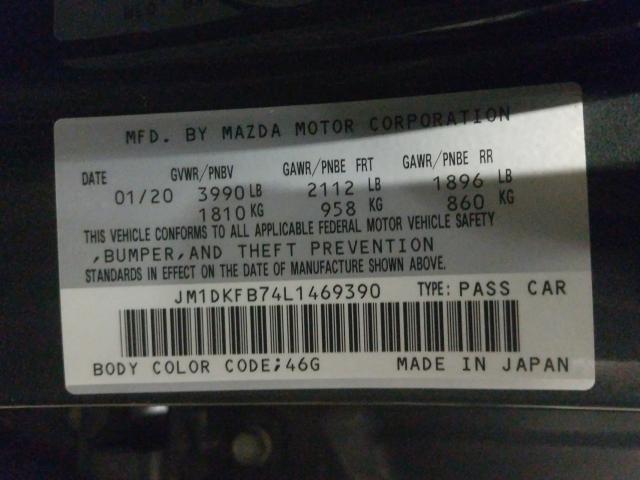 MFD. BY MAZDA MOTOR CORPORATION
DATE GVWR/PNBV GAWR/PNBE FRT GAWR/PNBE RR
01/20 3990 LB 2112 LB 1896 LB
1810 KG 958 KG 860 KG
THIS VEHICLE CONFORMS TO ALL APPLICABLE FEDERAL MOTOR VEHICLE SAFETY
,BUMPER,AND THEFT PREVENTION
STANDARDS IN EFFECT ON THE DATE OF MANUFACTURE SHOWN ABOVE.
JM1DKFB74L1469390 TYPE: PASS CAR
BODY COLOR CODE;46G MADE IN JAPAN